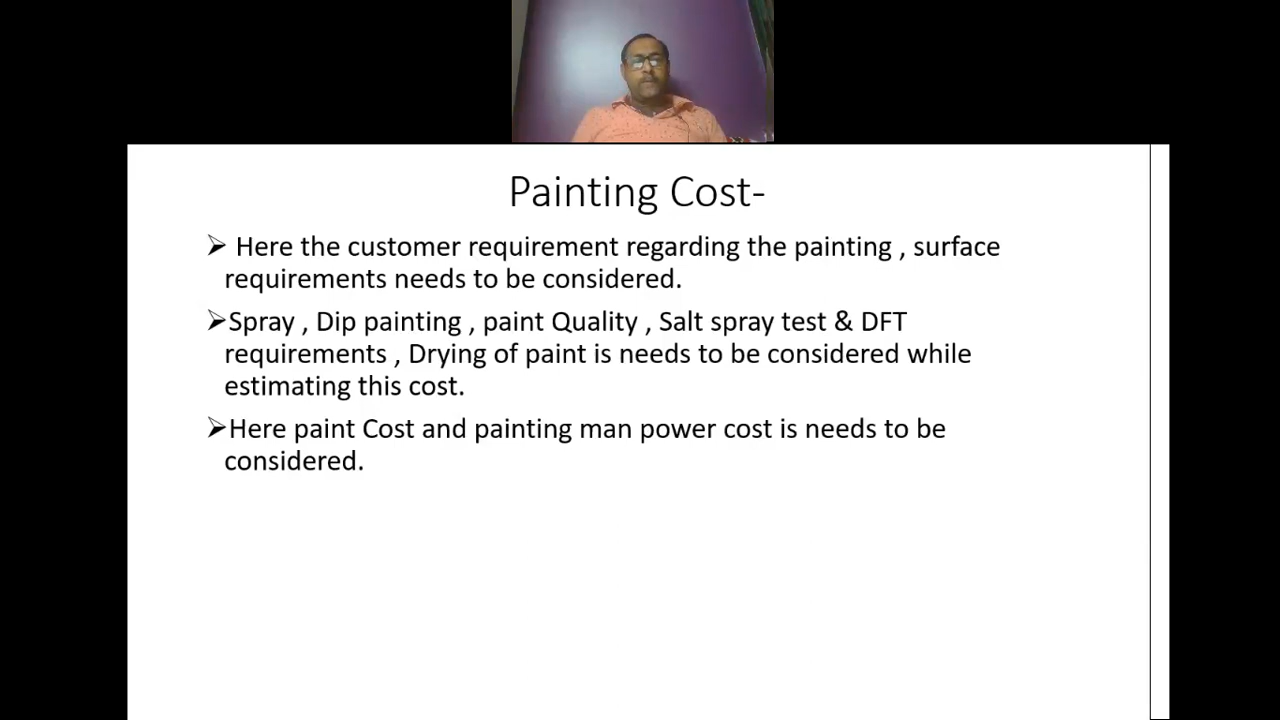 Painting Cost-
➢ Here the customer requirement regarding the painting , surface
requirements needs to be considered.
➢Spray , Dip painting , paint Quality , Salt spray test & DFT
requirements , Drying of paint is needs to be considered while
estimating this cost.
➢Here paint Cost and painting man power cost is needs to be
considered.